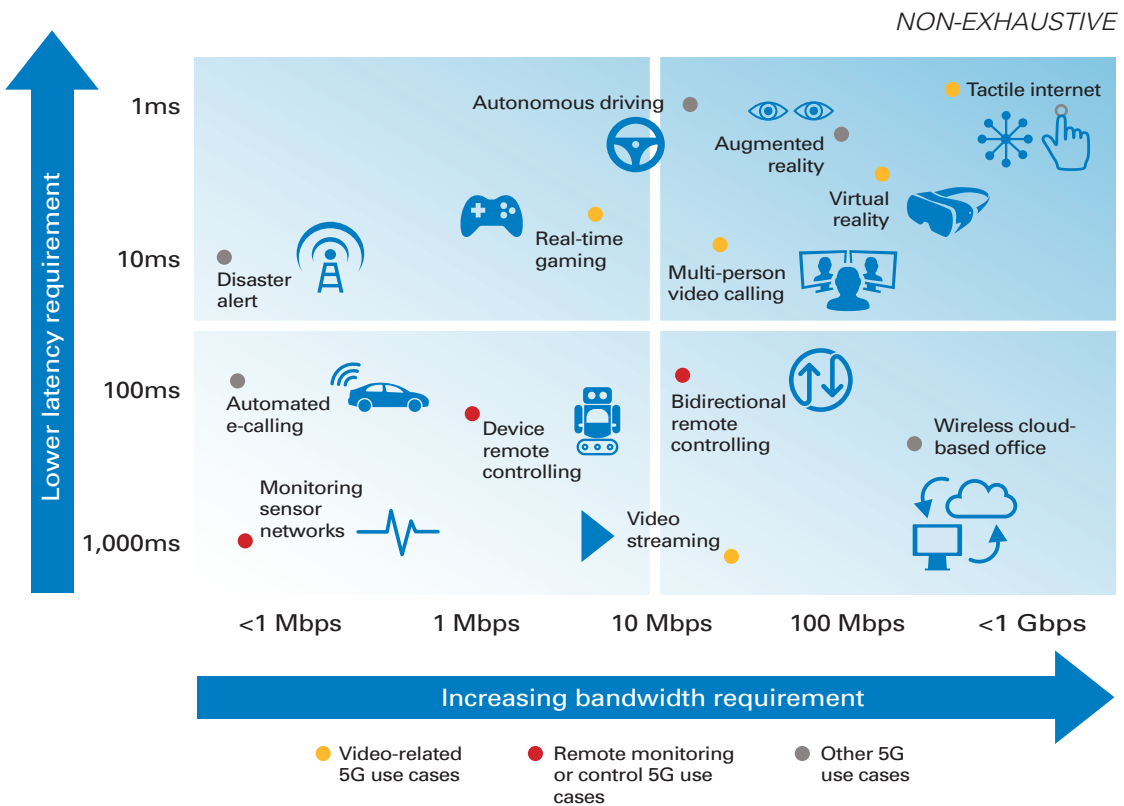 NON-EXHAUSTIVE
Lower latency requirement
1ms
10ms
100ms
1,000ms
Autonomous driving
Augmented
reality
Tactile internet
Virtual
reality
Real-time
gaming
Multi-person
video calling
Disaster
alert
Automated
e-calling
Device
remote
controlling
Bidirectional
remote
controlling
Wireless cloud-
based office
Monitoring
sensor
networks
Video
streaming
<1 Mbps
1 Mbps
10 Mbps
100 Mbps
<1 Gbps
Increasing bandwidth requirement
Video-related
5G use cases
Remote monitoring
or control 5G use
cases
Other 5G
use cases